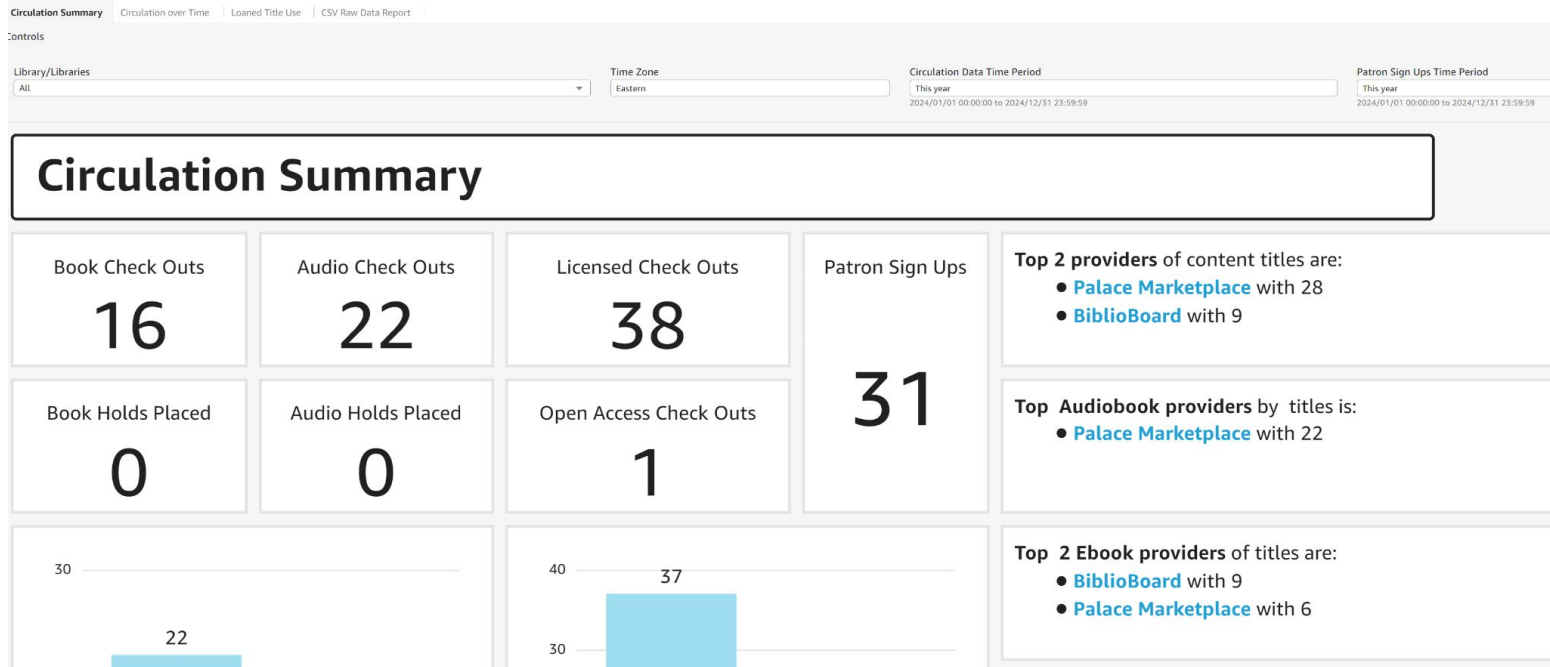 Circulation Summary Circulation over Time Loaned Title Use CSV Raw Data Report
Controls
Library/Libraries Time Zone Circulation Data Time Period Patron Sign Ups Time Period
All Eastern This year This year
2024/01/01 00:00:00 to 2024/12/31 23:59:59 2024/01/01 00:00:00 to 2024/12/31 23:59:59
Circulation Summary
Book Check Outs
16
Audio Check Outs
22
Licensed Check Outs
38
Patron Sign Ups
31
Top 2 providers of content titles are:
• Palace Marketplace with 28
• BiblioBoard with 9
Book Holds Placed
0
Audio Holds Placed
0
Open Access Check Outs
1
Top Audiobook providers by titles is:
• Palace Marketplace with 22
30
22
40
37
30
Top 2 Ebook providers of titles are:
• BiblioBoard with 9
• Palace Marketplace with 6